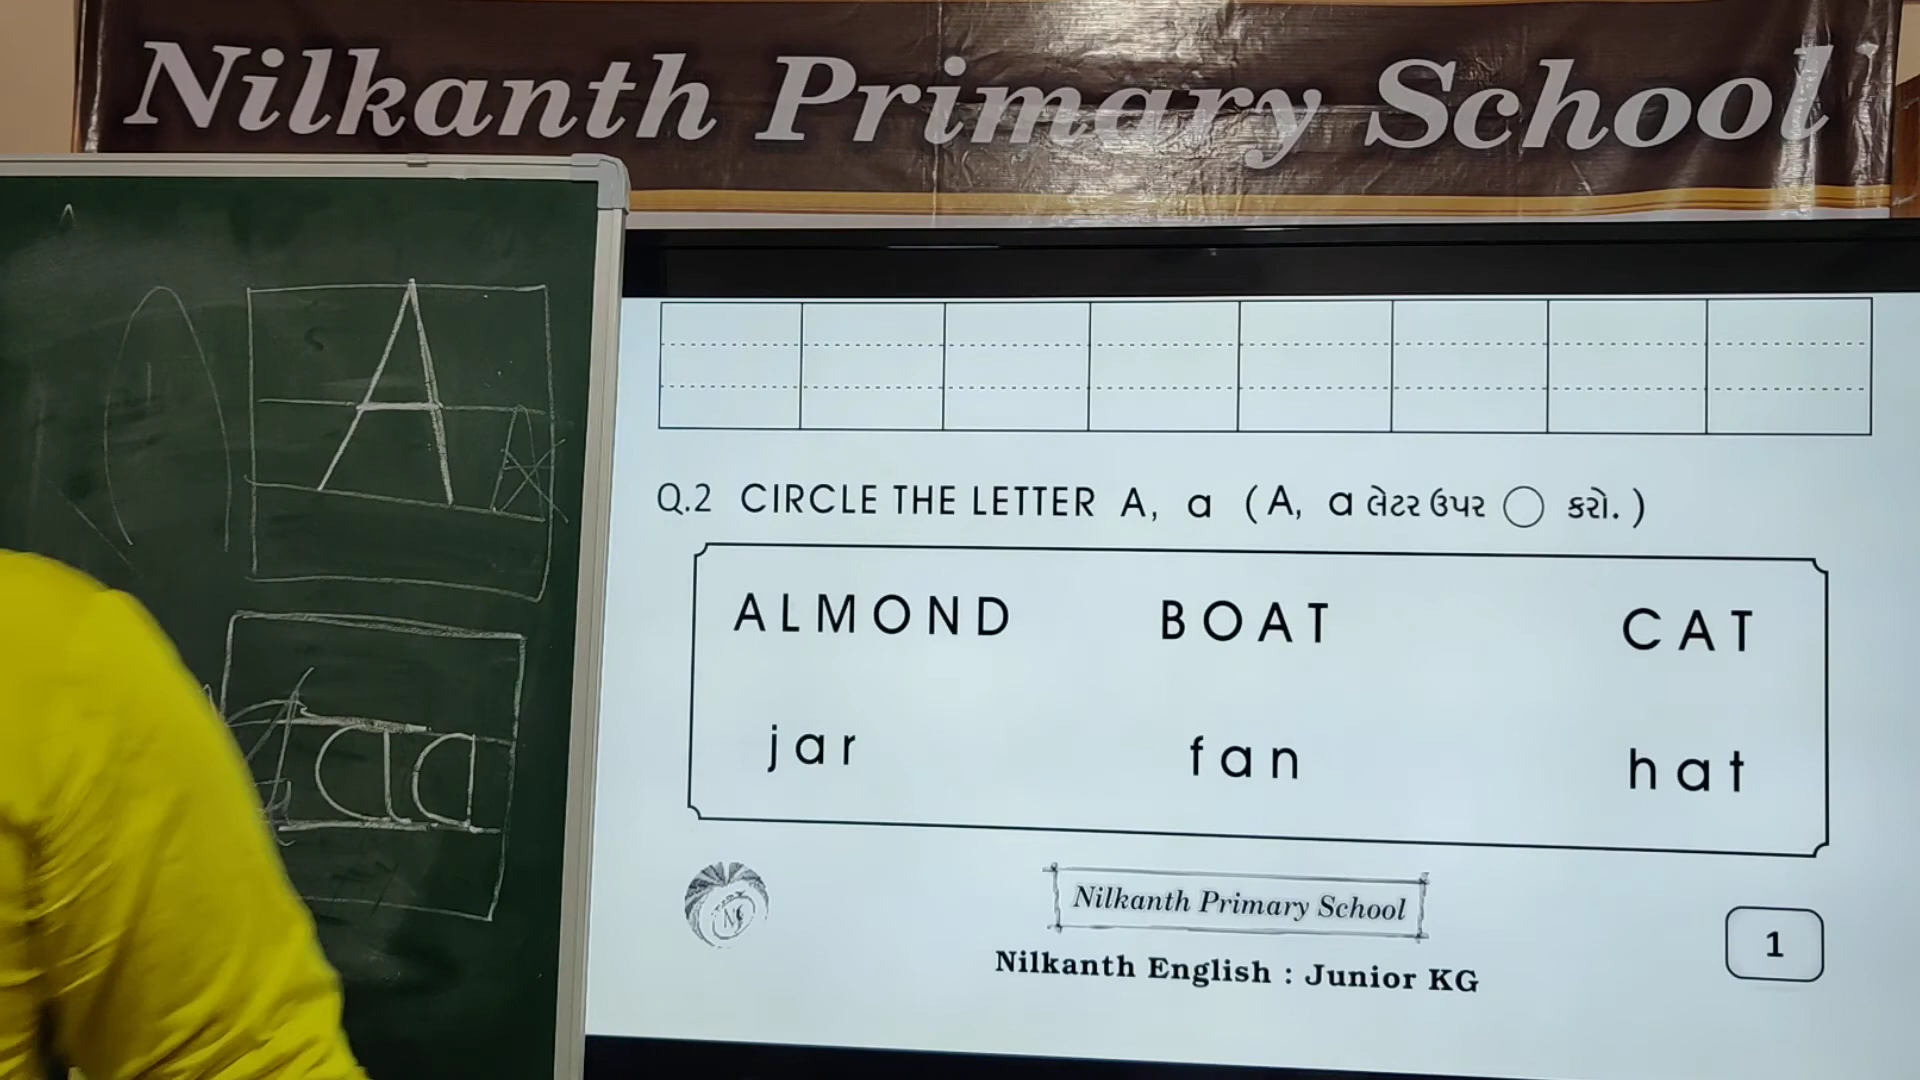 Nilkanth Primary School
A
aa
Q.2 CIRCLE THE LETTER A, a (A, a લેટર ઉપર ◯ કરો.)
ALMOND BOAT CAT
jar fan hat
Nilkanth Primary School
Nilkanth English : Junior KG
1